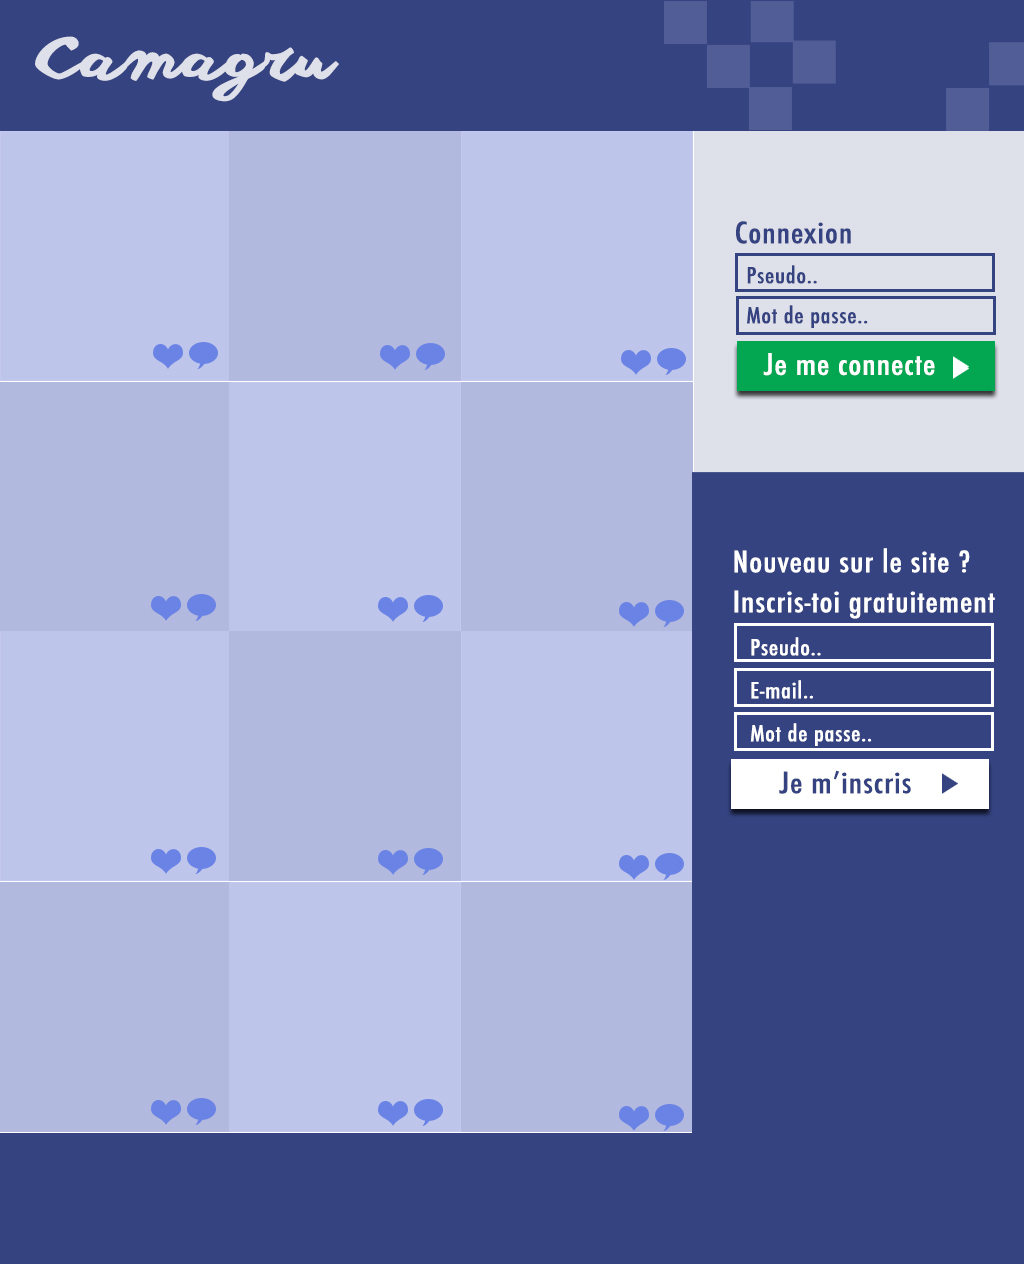 Camagru
Connexion
Pseudo..
Mot de passe..
Je me connecte
Nouveau sur le site ?
Inscris-toi gratuitement
Pseudo..
E-mail..
Mot de passe..
Je m’inscris